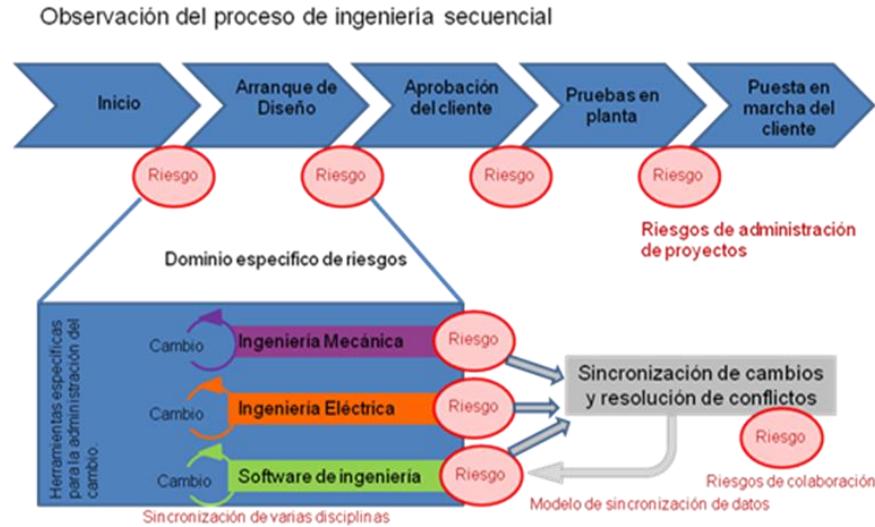 Observación del proceso de ingeniería secuencial
Inicio
Arranque de
Diseño
Aprobación
del cliente
Pruebas en
planta
Puesta en
marcha del
cliente
Riesgo
Riesgo
Riesgo
Riesgo
Riesgos de administración
de proyectos
Dominio especifico de riesgos
Herramientas específicas
para la administración del
cambio.
Cambio
Ingeniería Mecánica
Riesgo
Cambio
Ingeniería Eléctrica
Riesgo
Cambio
Software de ingeniería
Riesgo
Sincronización de cambios
y resolución de conflictos
Riesgo
Riesgos de colaboración
Modelo de sincronización de datos
Sincronización de varias disciplinas